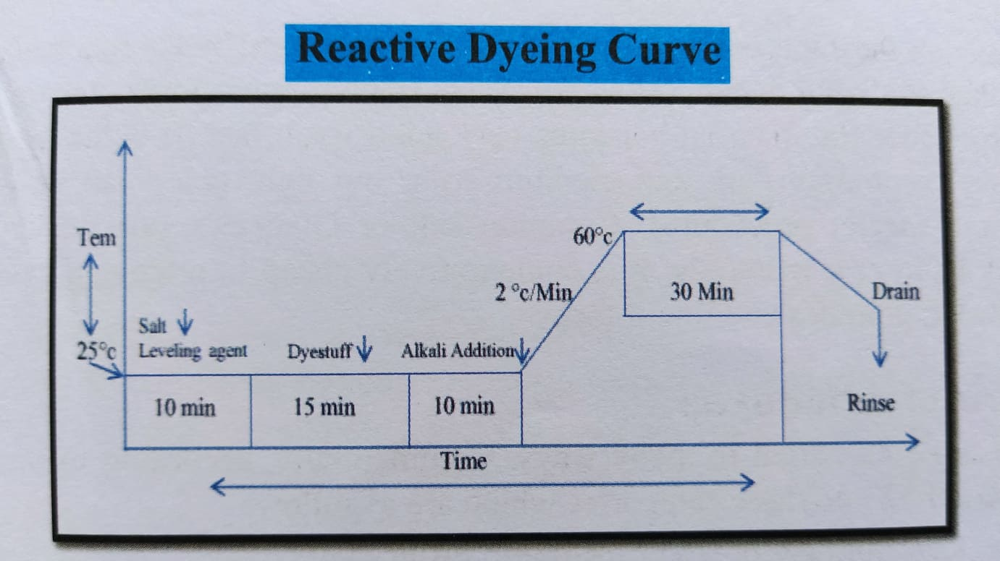 Reactive Dyeing Curve
60°c
Tem
2 °c/Min
30 Min
Drain
Salt
25°c
Leveling agent
Dyestuff
Alkali Addition
10 min
15 min
10 min
Rinse
Time